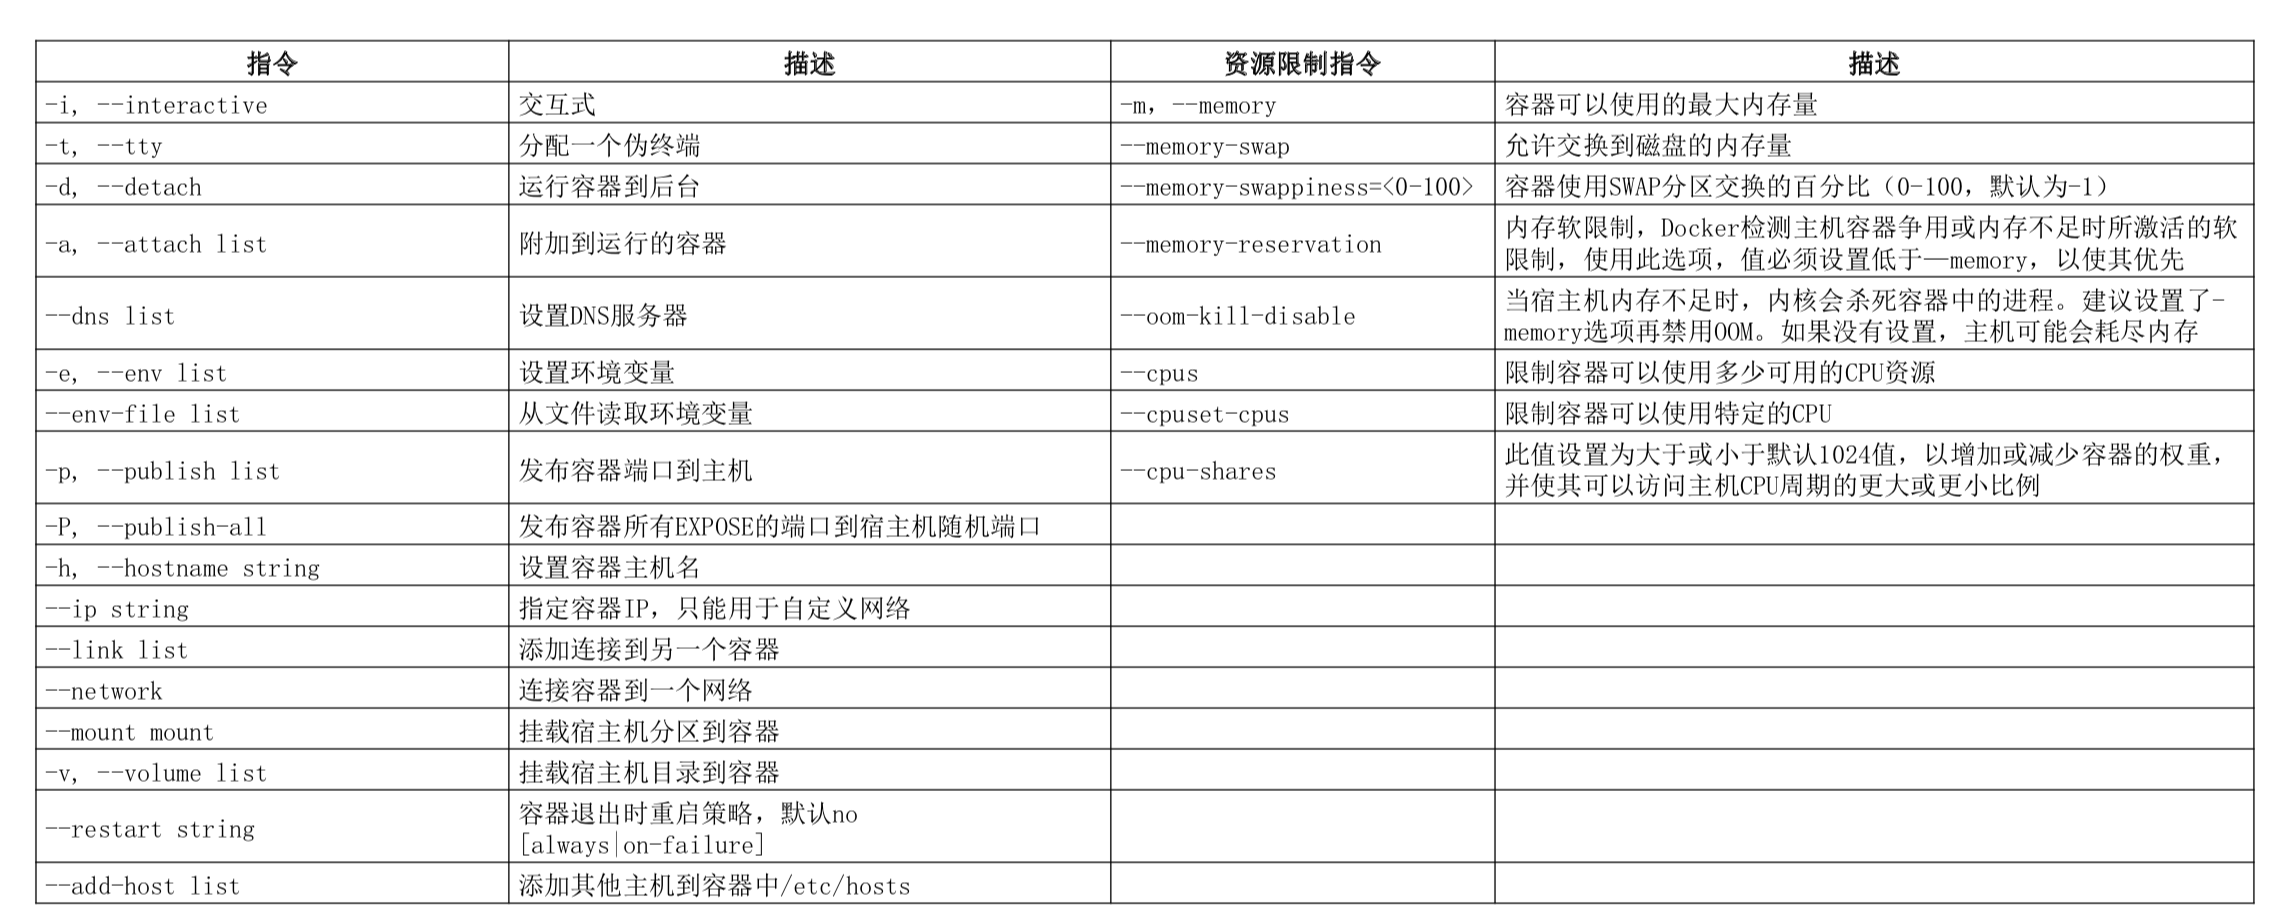 指令 描述 资源限制指令 描述
-i, --interactive 交互式 -m, --memory 容器可以使用的最大内存量
-t, --tty 分配一个伪终端 --memory-swap 允许交换到磁盘的内存量
-d, --detach 运行容器到后台 --memory-swappiness=<0-100> 容器使用SWAP分区交换的百分比（0-100，默认为-1）
-a, --attach list 附加到运行的容器 --memory-reservation 内存软限制，Docker检测主机容器争用或内存不足时所激活的软
限制，使用此选项，值必须设置低于—memory，以使其优先
--dns list 设置DNS服务器 --oom-kill-disable 当宿主机内存不足时，内核会杀死容器中的进程。建议设置了-
memory选项再禁用OOM。如果没有设置，主机可能会耗尽内存
-e, --env list 设置环境变量 --cpus 限制容器可以使用多少可用的CPU资源
--env-file list 从文件读取环境变量 --cpuset-cpus 限制容器可以使用特定的CPU
-p, --publish list 发布容器端口到主机 --cpu-shares 此值设置为大于或小于默认1024值，以增加或减少容器的权重，
并使其可以访问主机CPU周期的更大或更小比例
-P, --publish-all 发布容器所有EXPOSE的端口到宿主机随机端口
-h, --hostname string 设置容器主机名
--ip string 指定容器IP，只能用于自定义网络
--link list 添加连接到另一个容器
--network 连接容器到一个网络
--mount mount 挂载宿主机分区到容器
-v, --volume list 挂载宿主机目录到容器
--restart string 容器退出时重启策略，默认no
[always|on-failure]
--add-host list 添加其他主机到容器中/etc/hosts